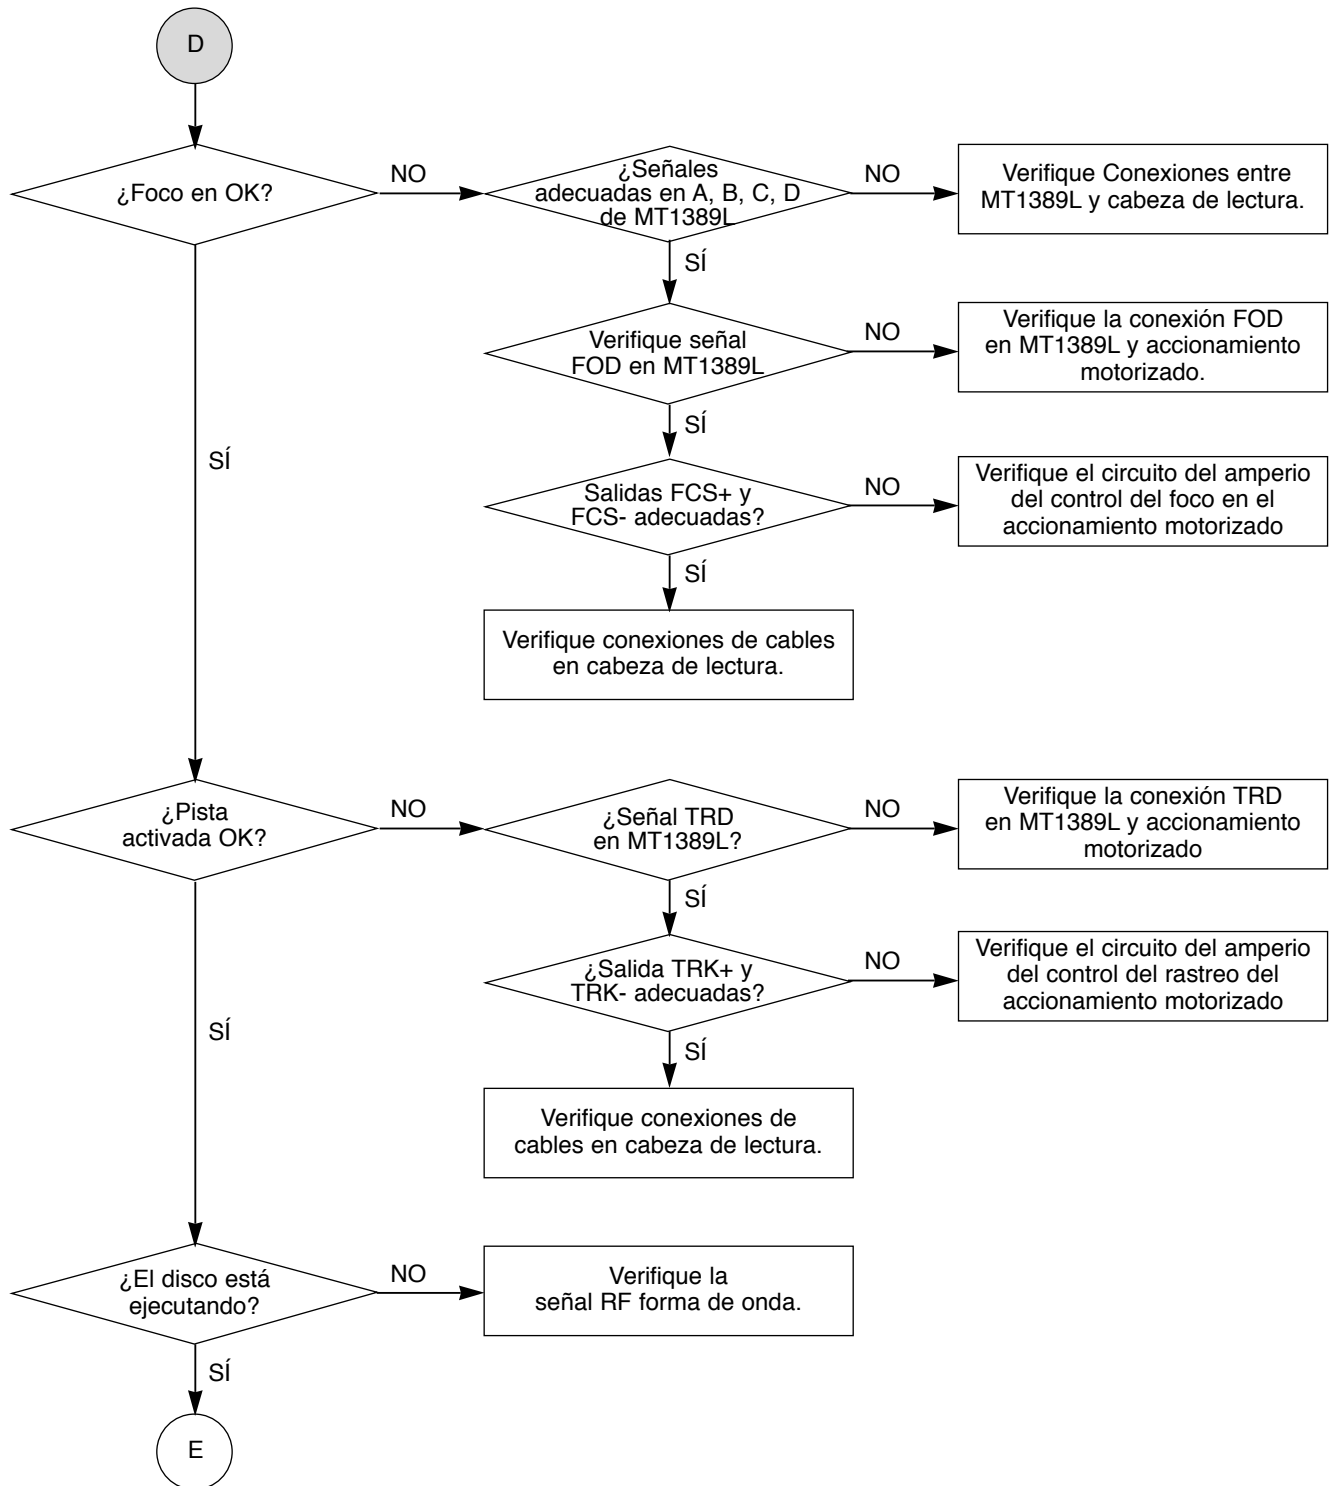 D
¿Foco en OK?
NO
¿Señales
adecuadas en A, B, C, D
de MT1389L
NO
Verifique Conexiones entre
MT1389L y cabeza de lectura.
SÍ
Verifique señal
FOD en MT1389L
NO
Verifique la conexión FOD
en MT1389L y accionamiento
motorizado.
SÍ
SÍ
Salidas FCS+ y
FCS- adecuadas?
NO
Verifique el circuito del amperio
del control del foco en el
accionamiento motorizado
SÍ
Verifique conexiones de cables
en cabeza de lectura.
¿Pista
activada OK?
NO
¿Señal TRD
en MT1389L?
NO
Verifique la conexión TRD
en MT1389L y accionamiento
motorizado
SÍ
SÍ
¿Salida TRK+ y
TRK- adecuadas?
NO
Verifique el circuito del amperio
del control del rastreo del
accionamiento motorizado
SÍ
Verifique conexiones de
cables en cabeza de lectura.
¿El disco está
ejecutando?
NO
Verifique la
señal RF forma de onda.
SÍ
E